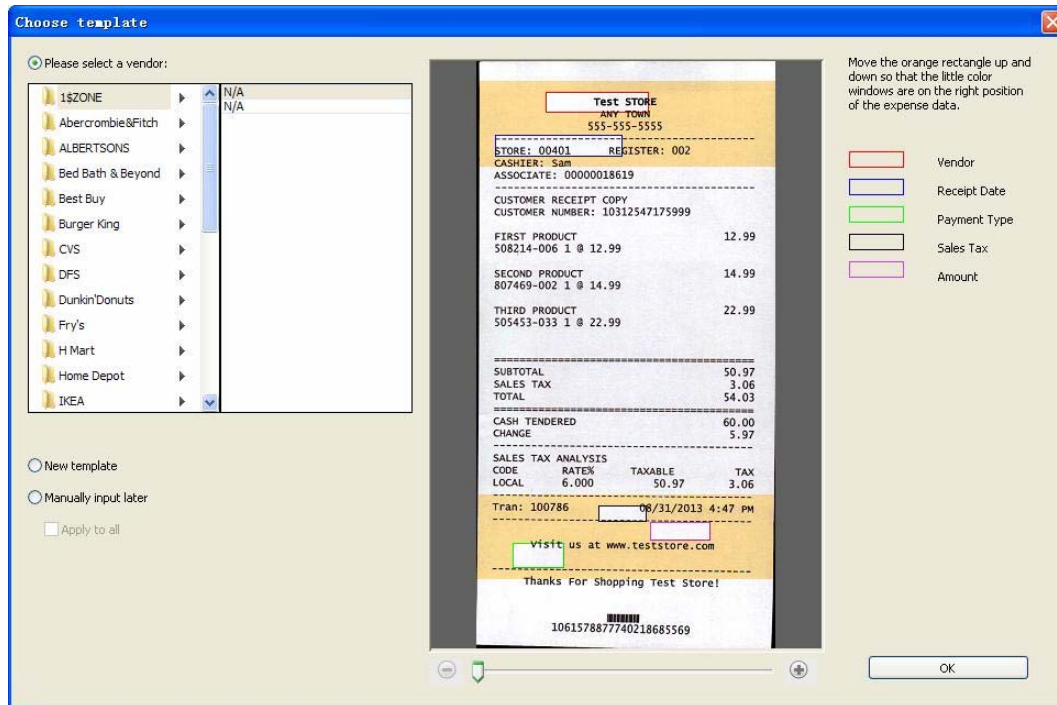 Choose template
Please select a vendor:
1$ZONE
Abercrombie&Fitch
ALBERTSONS
Bed Bath & Beyond
Best Buy
Burger King
CVS
DFS
Dunkin'Donuts
Fry's
H Mart
Home Depot
IKEA
N/A
N/A
New template
Manually input later
Apply to all
Test STORE
ANY TOWN
555-555-5555
STORE: 00401 REGISTER: 002
CASHIER: Sam
ASSOCIATE: 00000018619
CUSTOMER RECEIPT COPY
CUSTOMER NUMBER: 10312547175999
FIRST PRODUCT 12.99
508214-006 1 @ 12.99
SECOND PRODUCT 14.99
807469-002 1 @ 14.99
THIRD PRODUCT 22.99
505453-033 1 @ 22.99
SUBTOTAL 50.97
SALES TAX 3.06
TOTAL 54.03
CASH TENDERED 60.00
CHANGE 5.97
SALES TAX ANALYSIS
CODE RATE% TAXABLE TAX
LOCAL 6.000 50.97 3.06
Tran: 100786 08/31/2013 4:47 PM
Visit us at www.teststore.com
Thanks For Shopping Test Store!
1061578877740218685569
Move the orange rectangle up and
down so that the little color
windows are on the right position
of the expense data.
Vendor
Receipt Date
Payment Type
Sales Tax
Amount
OK